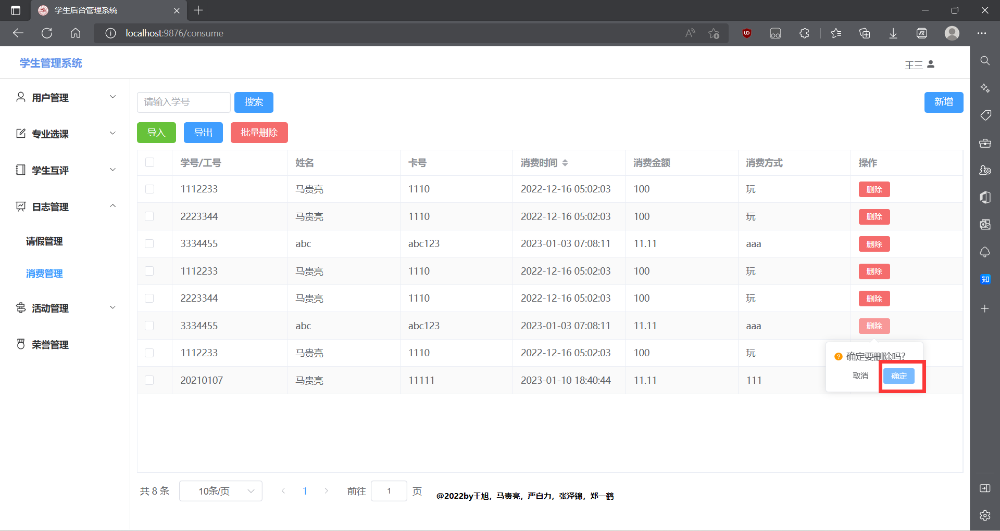 学生后台管理系统
localhost:9876/consume
学生管理系统
王三
用户管理
专业选课
学生互评
日志管理
请假管理
消费管理
活动管理
荣誉管理
请输入学号 搜索 新增
导入 导出 批量删除
学号/工号 姓名 卡号 消费时间 消费金额 消费方式 操作
1112233 马贵亮 1110 2022-12-16 05:02:03 100 玩 删除
2223344 马贵亮 1110 2022-12-16 05:02:03 100 玩 删除
3334455 abc abc123 2023-01-03 07:08:11 11.11 aaa 删除
1112233 马贵亮 1110 2022-12-16 05:02:03 100 玩 删除
2223344 马贵亮 1110 2022-12-16 05:02:03 100 玩 删除
3334455 abc abc123 2023-01-03 07:08:11 11.11 aaa 删除
1112233 马贵亮 1110 2022-12-16 05:02:03 100 玩
20210107 马贵亮 11111 2023-01-10 18:40:44 11.11 111
确定要删除吗?
取消 确定
共 8 条 10条/页 1 前往 1 页
@2022by王旭，马贵亮，严自力，张泽锦，郑一鹤
知